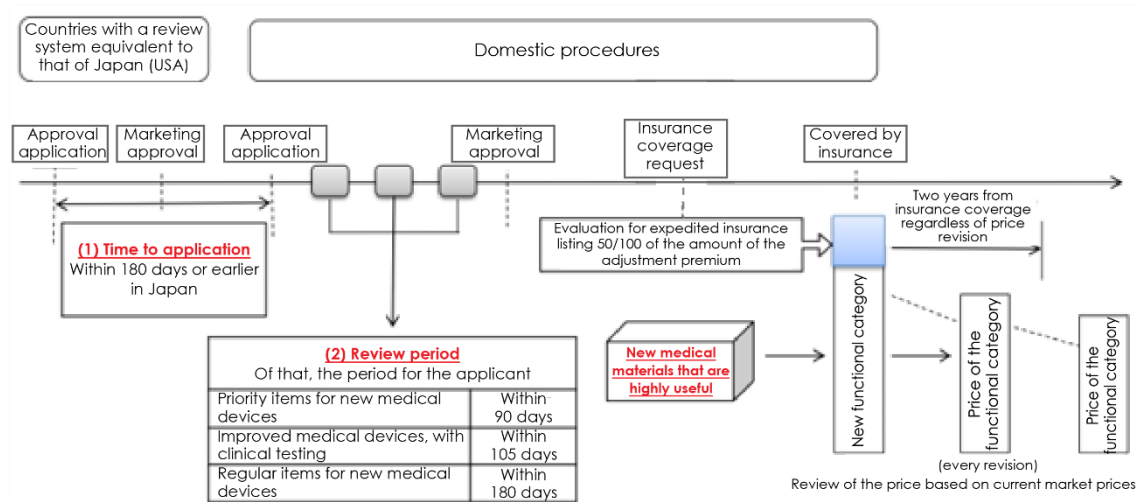 Countries with a review
system equivalent to
that of Japan (USA)
Domestic procedures
Approval
application
Marketing
approval
Approval
application
Marketing
approval
Insurance
coverage
request
Covered by
insurance
(1) Time to application
Within 180 days or earlier
in Japan
Evaluation for expedited insurance
listing 50/100 of the amount of the
adjustment premium
Two years from
insurance coverage
regardless of price
revision
(2) Review period
Of that, the period for the applicant
Priority items for new medical
devices
Within
90 days
Improved medical devices, with
clinical testing
Within
105 days
Regular items for new medical
devices
Within
180 days
New medical
materials that are
highly useful
New functional category
Price of the
functional category
Price of the
functional category
(every revision)
Review of the price based on current market prices